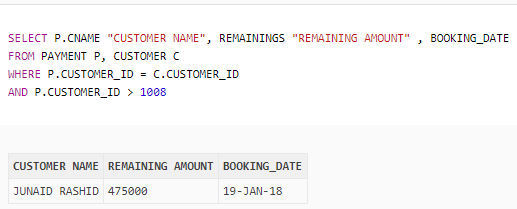 SELECT P.CNAME "CUSTOMER NAME", REMAININGS "REMAINING AMOUNT" , BOOKING_DATE
FROM PAYMENT P, CUSTOMER C
WHERE P.CUSTOMER_ID = C.CUSTOMER_ID
AND P.CUSTOMER_ID > 1008
CUSTOMER NAME REMAINING AMOUNT BOOKING_DATE
JUNAID RASHID 475000 19-JAN-18